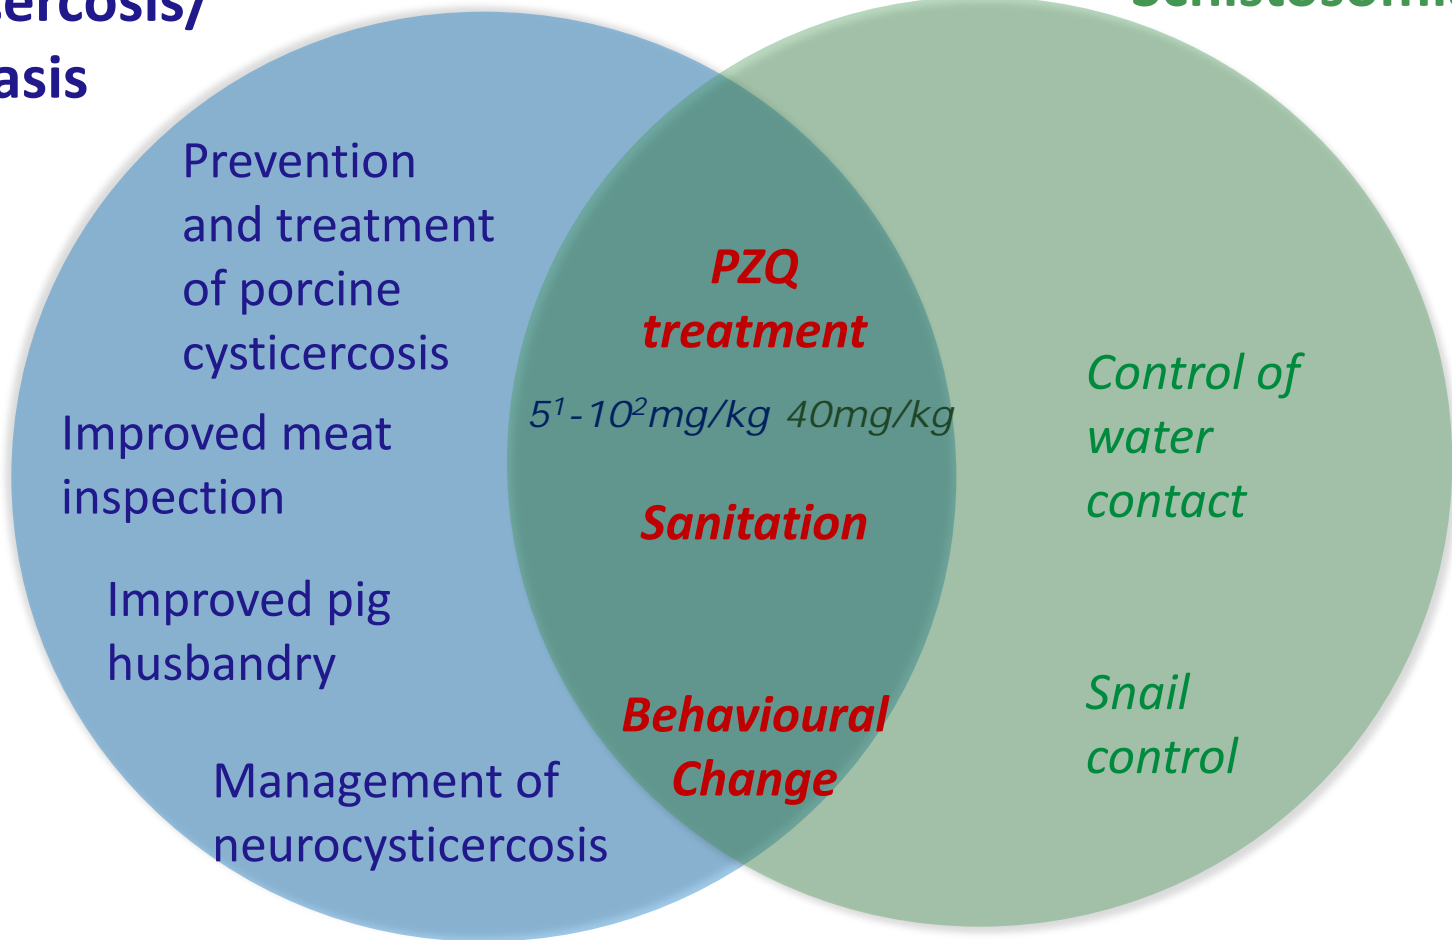 ercosis/
asis
Prevention
and treatment
of porcine
cysticercosis
Improved meat
inspection
Improved pig
husbandry
Management of
neurocysticercosis
PZQ
treatment
5¹-10²mg/kg 40mg/kg
Sanitation
Behavioural
Change
Control of
water
contact
Snail
control